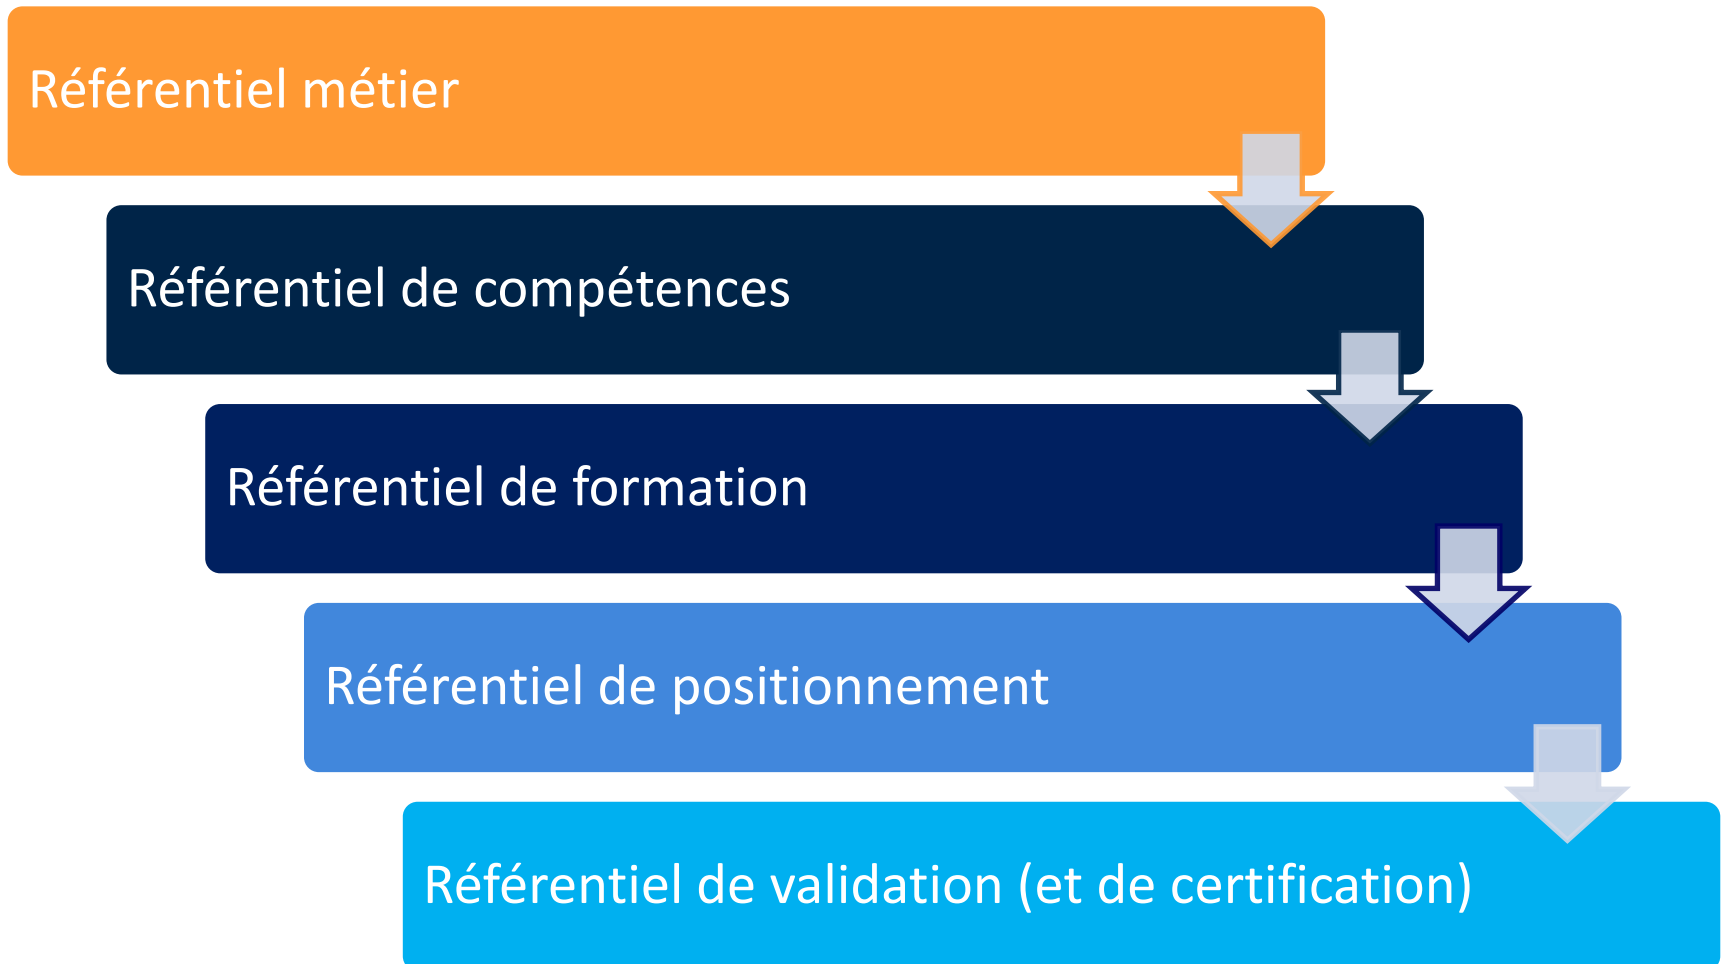 Référentiel métier
Référentiel de compétences
Référentiel de formation
Référentiel de positionnement
Référentiel de validation (et de certification)